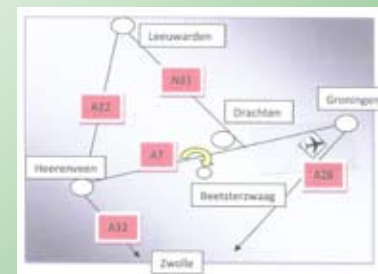 Leeuwarden
N31
A32
Drachten
Groningen
A7
Heerenveen
A28
Beetsterzwaag
A32
Zwolle